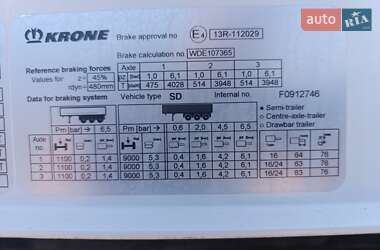 auto RIA.com
KRONE
Brake approval no E4 13R-112029
Brake calculation no WDE107365
Reference braking forces
Values for z = 45%
rdyn= 480mm
Axle 1 2 3
pz [bar] 1,0 6,1 1,0 6,1 1,0 6,1
T 475 4028 514 3948 514 3948
Data for braking system
Vehicle type SD
Internal no. F0912746
Semi-trailer
Centre-axle-trailer
Drawbar trailer
Axle no Pm [bar] → 6,5 Pm [bar] → 0,6 2,0 4,5 6,5
1 1100 0,2 1,4 9000 5,3 0,4 1,6 4,2 6,1 16 64 76
2 1100 0,2 1,4 9000 5,3 0,4 1,6 4,5 6,1 16/24 63 76
3 1100 0,2 1,4 9000 5,3 0,4 1,6 4,5 6,1 16/24 63 76